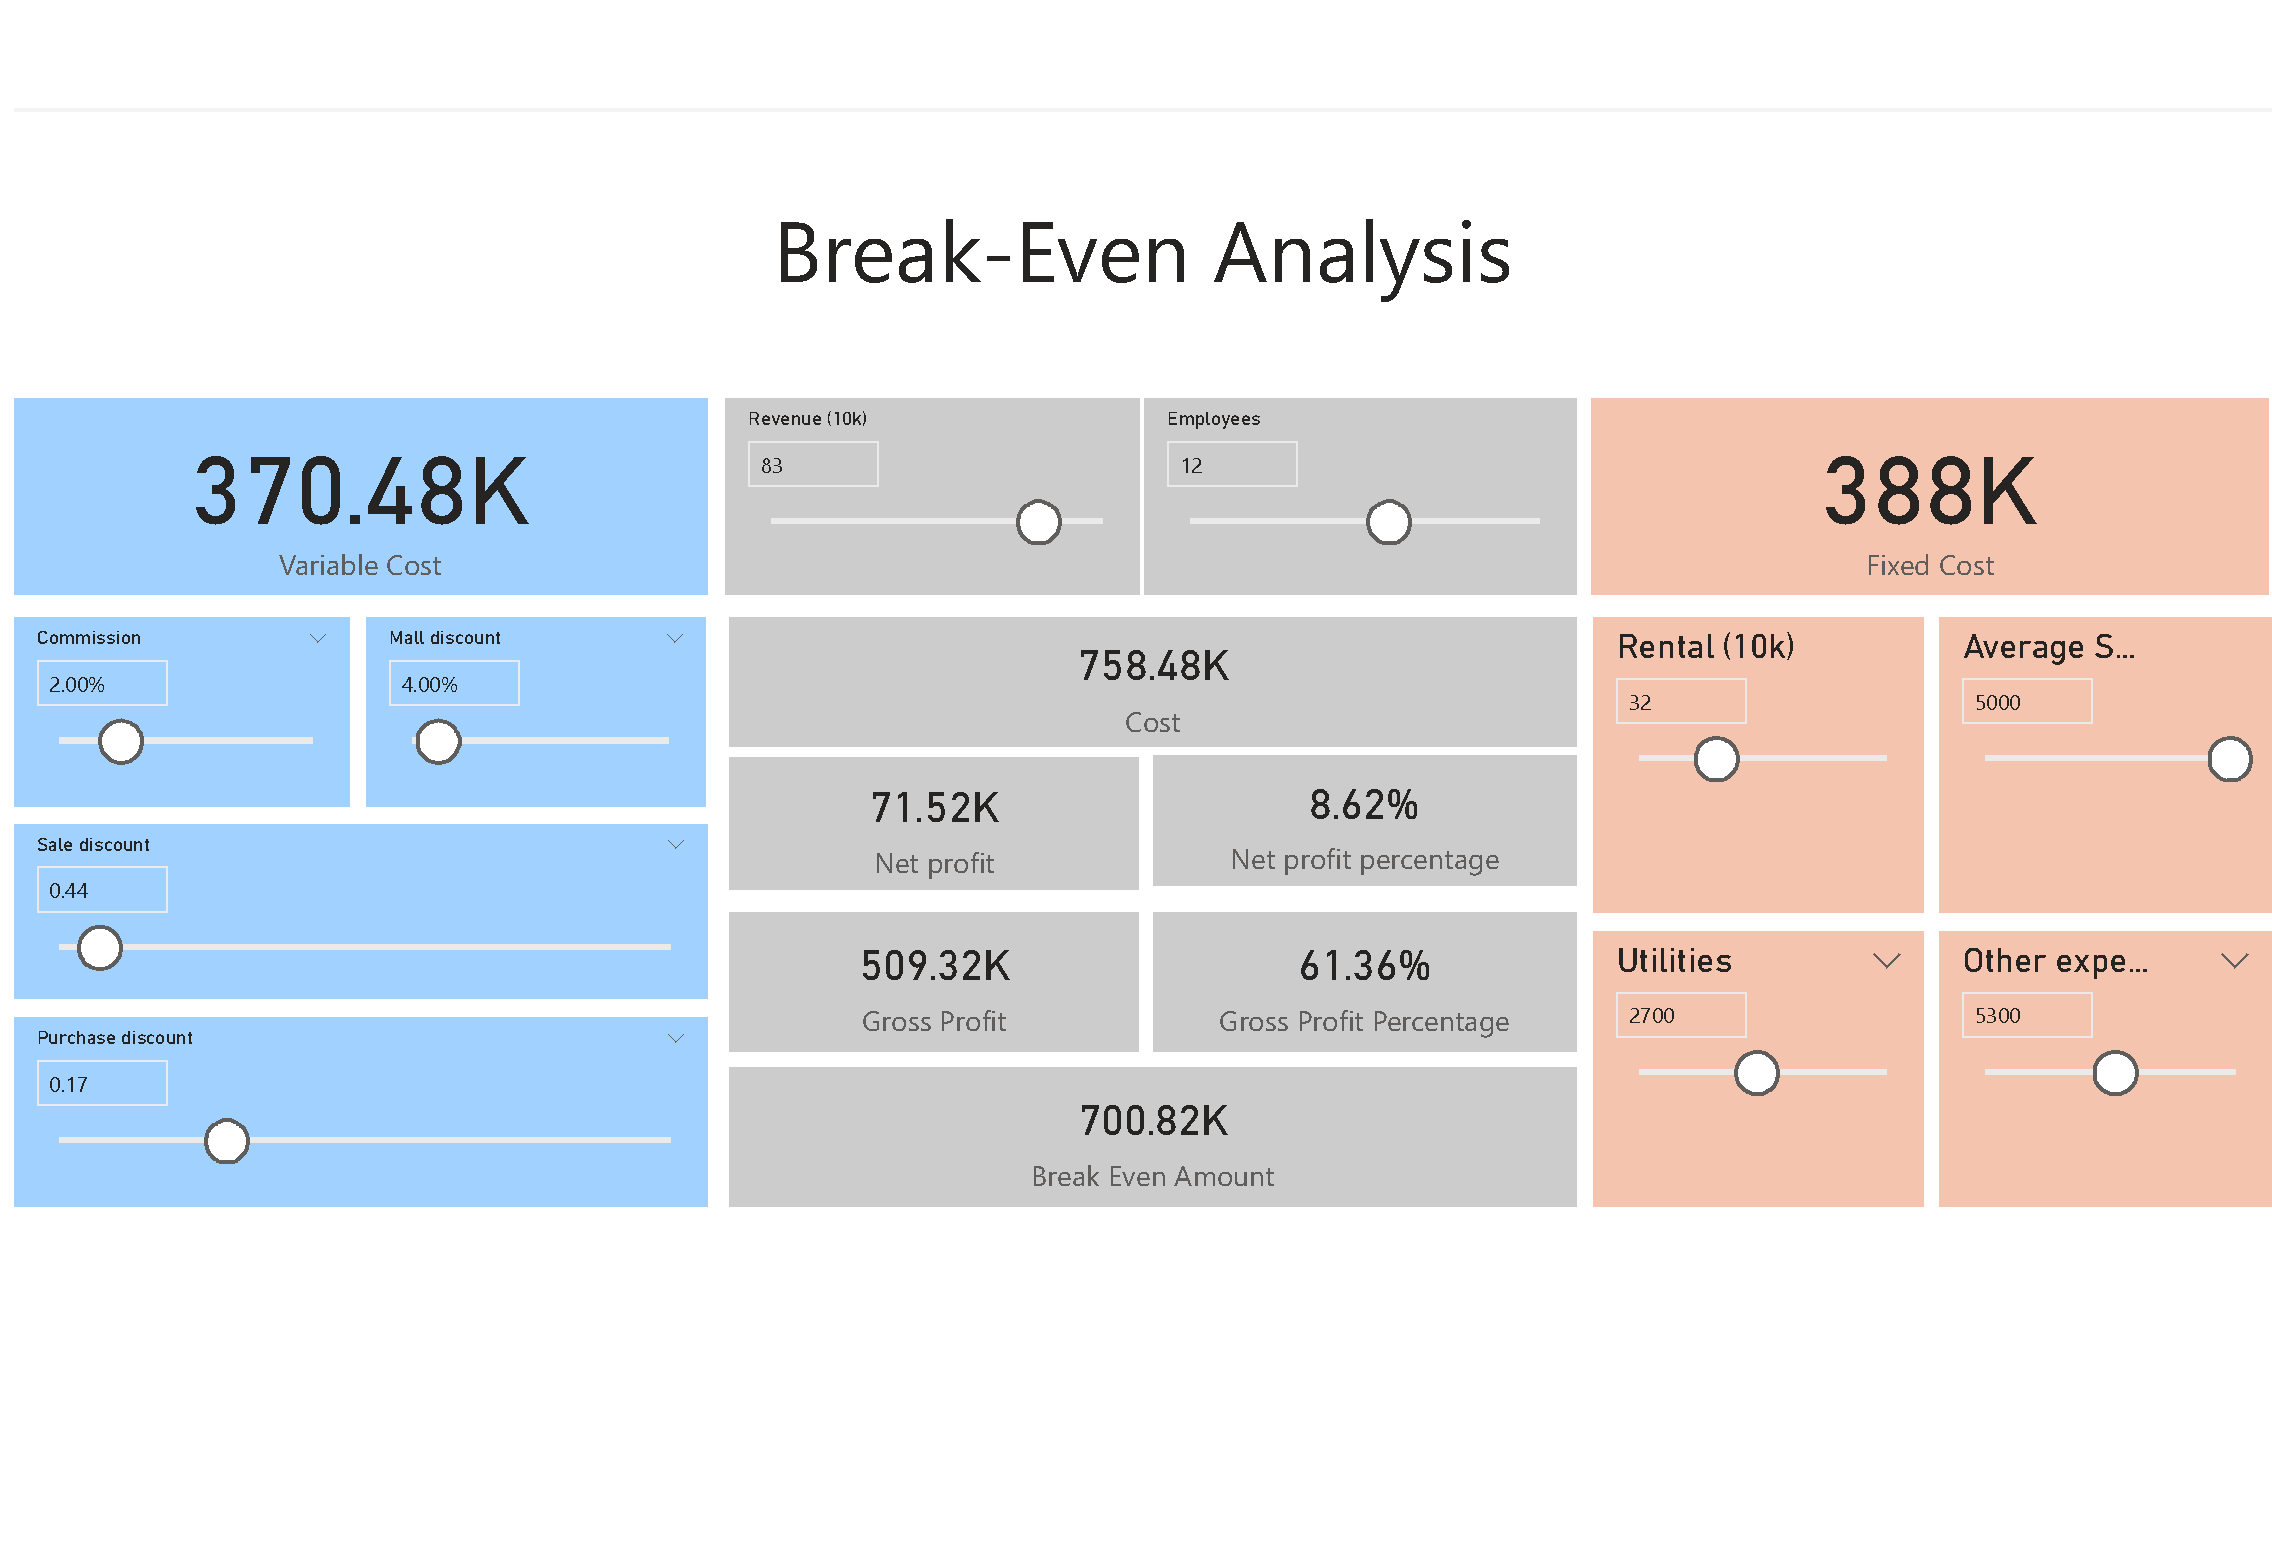 Break-Even Analysis
370.48K
Variable Cost
Revenue (10k)
83
Employees
12
388K
Fixed Cost
Commission
2.00%
Mall discount
4.00%
Sale discount
0.44
Purchase discount
0.17
758.48K
Cost
71.52K
Net profit
8.62%
Net profit percentage
509.32K
Gross Profit
61.36%
Gross Profit Percentage
700.82K
Break Even Amount
Rental (10k)
32
Average S...
5000
Utilities
2700
Other expe...
5300